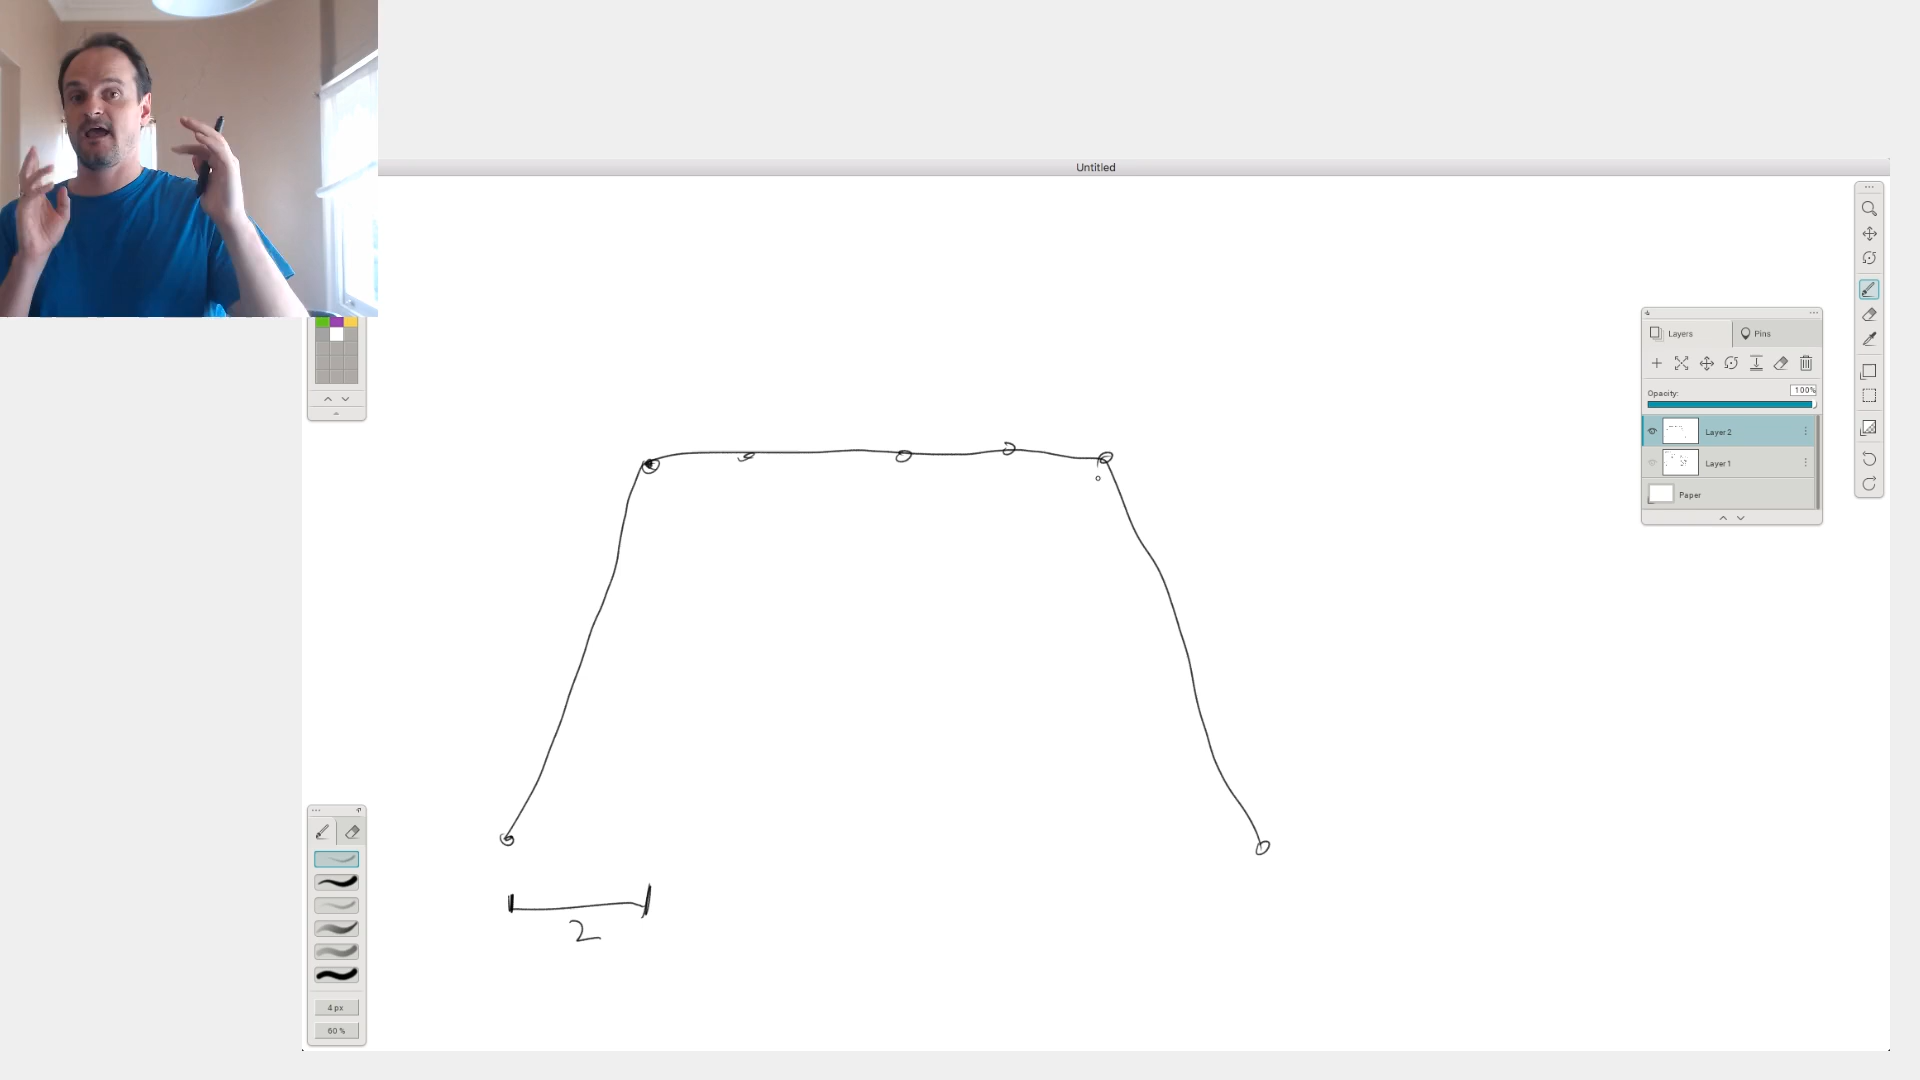 Untitled
Layers
Pins
Opacity:
100%
Layer 2
Layer 1
Paper
2
4 px
60 %